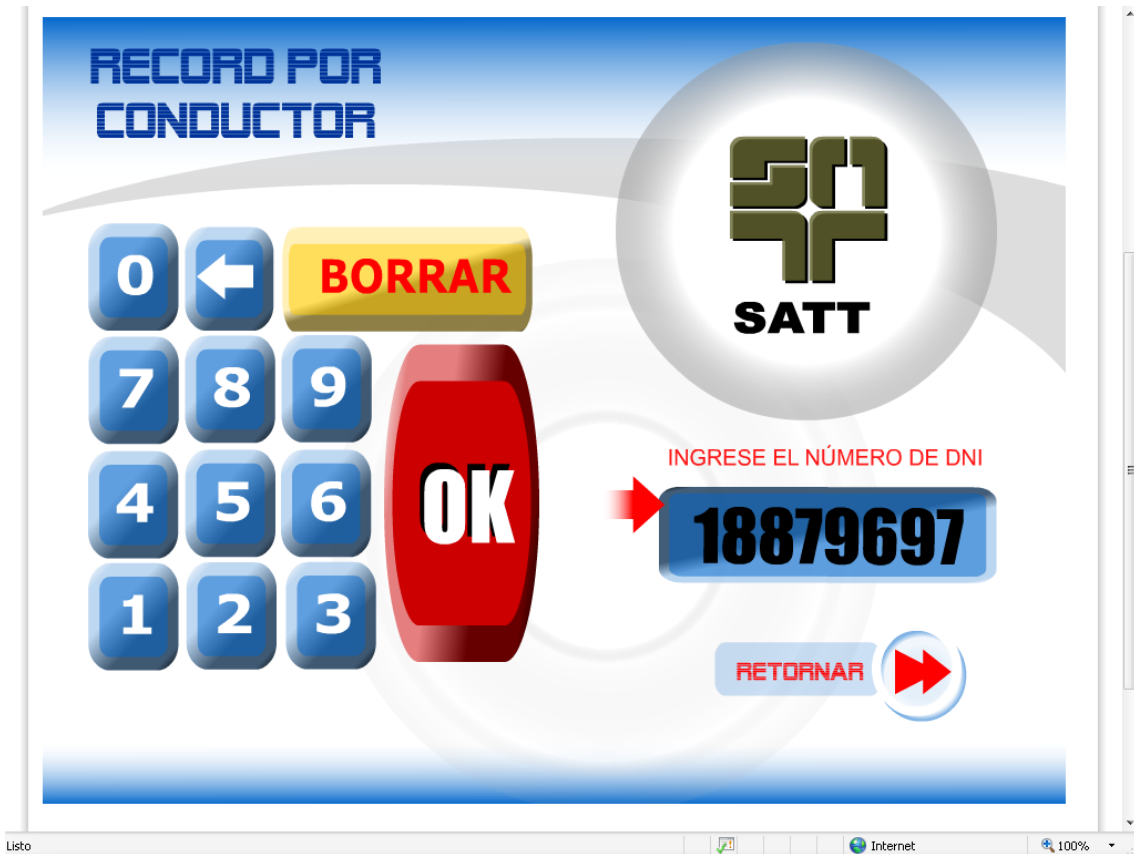 RECORD POR
CONDUCTOR
SATT
0 BORRAR
7 8 9
4 5 6
OK
1 2 3
INGRESE EL NÚMERO DE DNI
18879697
RETORNAR
Listo
Internet
100%